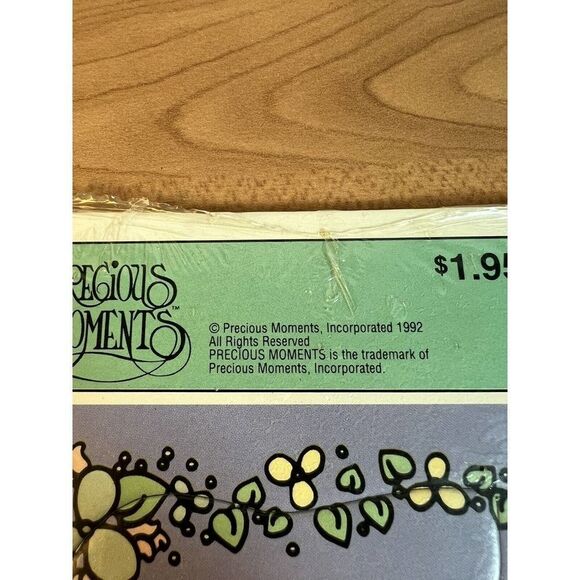 PRECIOUS
MOMENTS™
$1.95
© Precious Moments, Incorporated 1992
All Rights Reserved
PRECIOUS MOMENTS is the trademark of
Precious Moments, Incorporated.